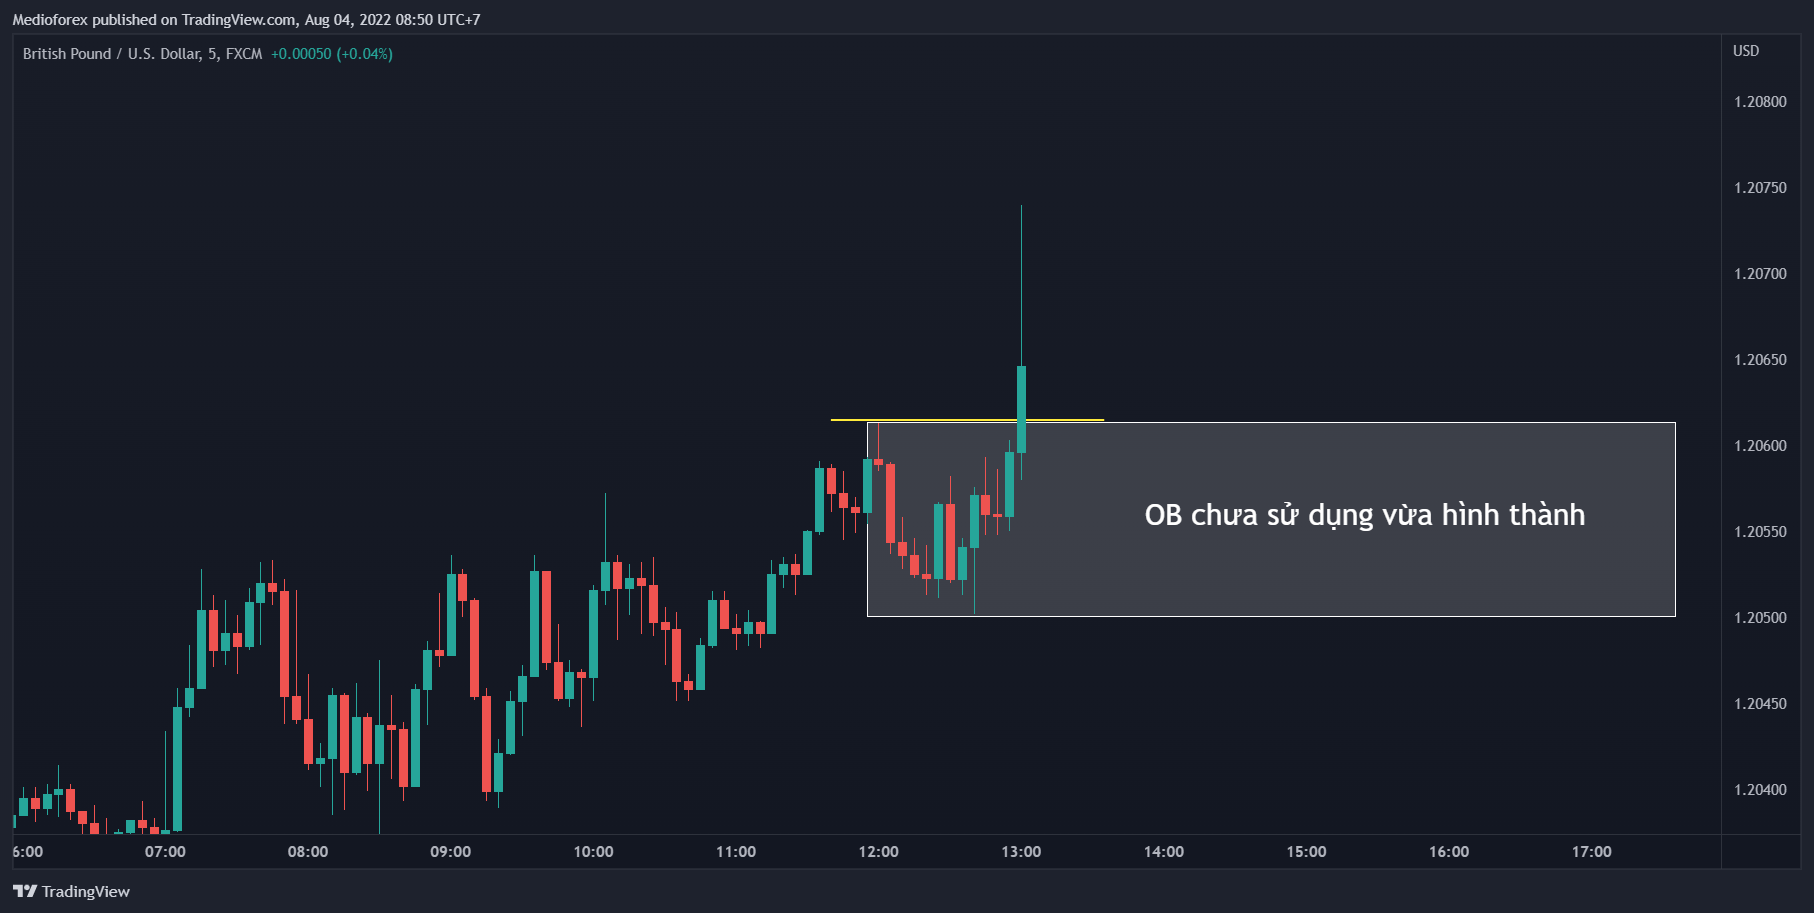 Medioforex published on TradingView.com, Aug 04, 2022 08:50 UTC+7
British Pound / U.S. Dollar, 5, FXCM +0.00050 (+0.04%)
USD
1.20800
1.20750
1.20700
1.20650
1.20600
OB chưa sử dụng vừa hình thành
1.20550
1.20500
1.20450
1.20400
6:00 07:00 08:00 09:00 10:00 11:00 12:00 13:00 14:00 15:00 16:00 17:00
TradingView